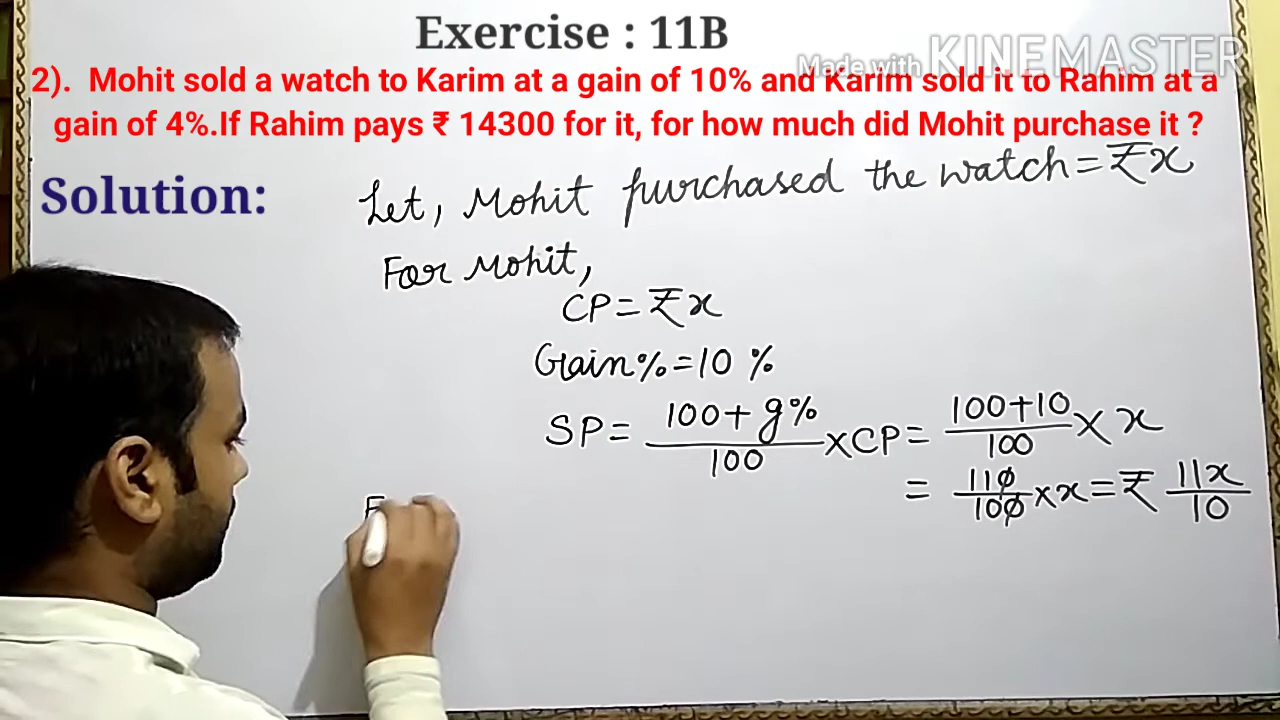 Exercise : 11B
Made with KINEMASTER
2). Mohit sold a watch to Karim at a gain of 10% and Karim sold it to Rahim at a
gain of 4%.If Rahim pays ₹ 14300 for it, for how much did Mohit purchase it ?
Solution:
Let, Mohit purchased the watch=₹x
For Mohit,
CP=₹x
Gain%=10 %
SP= 100+g%/100 ×CP= 100+10/100 × x
= 110/100 ×x=₹ 11x/10
F